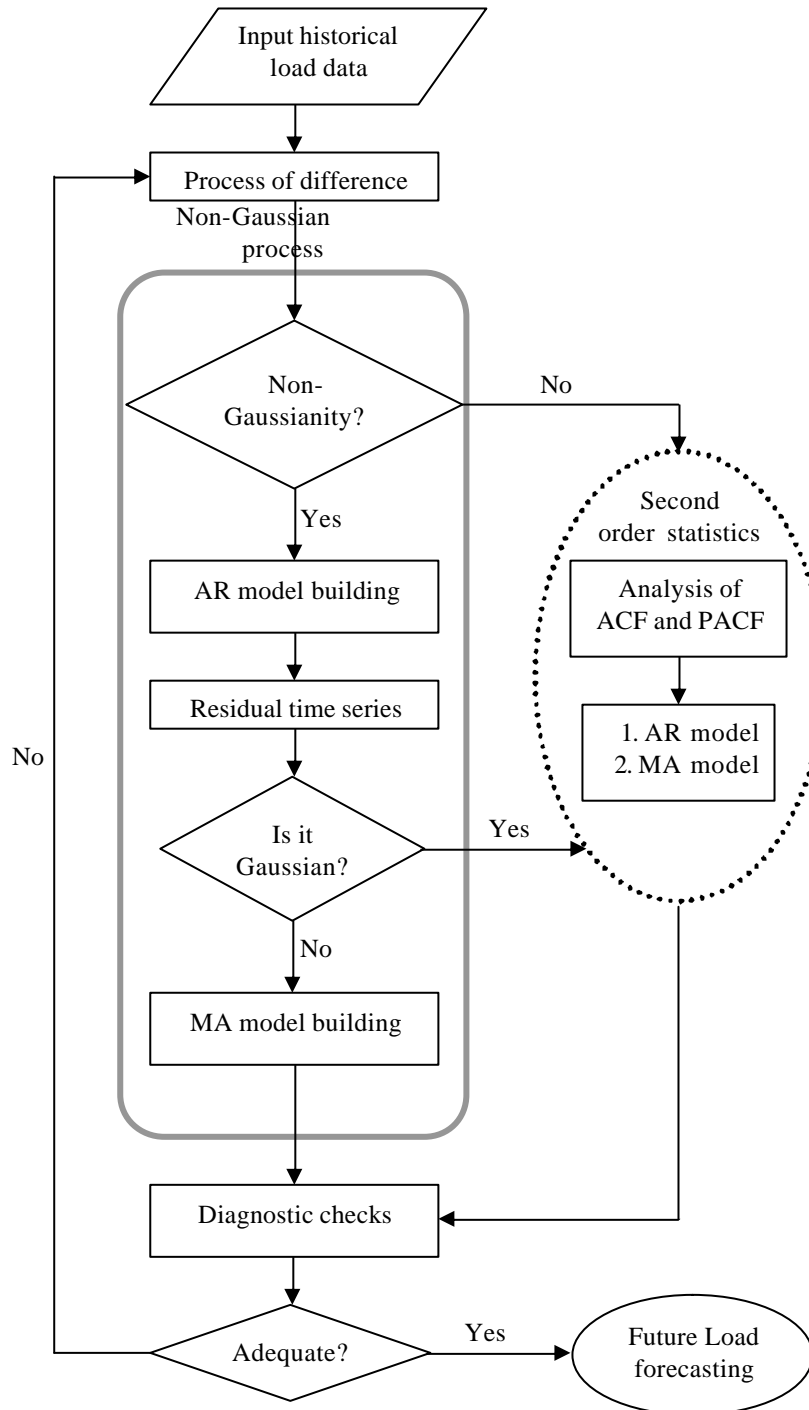 Input historical
load data
Process of difference
Non-Gaussian
process
Non-
Gaussianity?
No
Yes
Second
order statistics
Analysis of
ACF and PACF
AR model building
Residual time series
1. AR model
2. MA model
No
Is it
Gaussian?
Yes
No
MA model building
Diagnostic checks
Adequate?
Yes
Future Load
forecasting